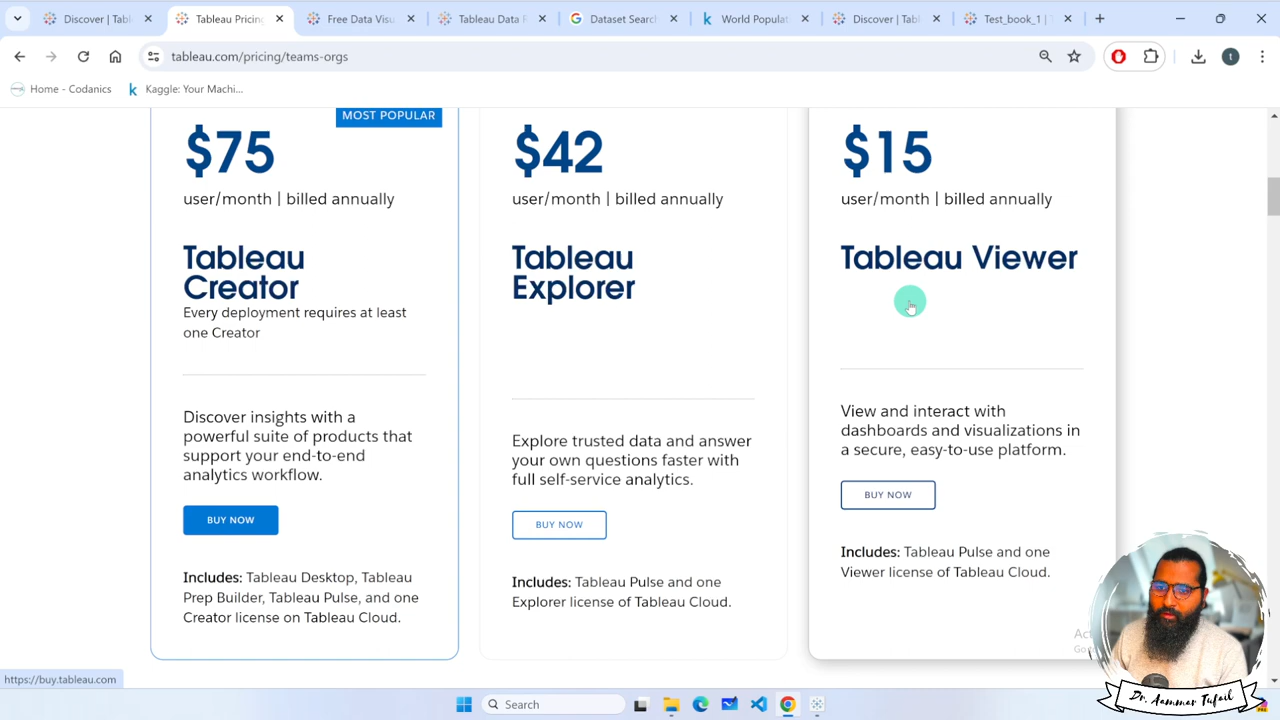 Discover | Tabl
Tableau Pricing
Free Data Visu
Tableau Data F
Dataset Search
World Populat
Discover | Tabl
Test_book_1 | T
tableau.com/pricing/teams-orgs
t
Home - Codanics
Kaggle: Your Machi...
MOST POPULAR
$75
user/month | billed annually
Tableau
Creator
Every deployment requires at least
one Creator
Discover insights with a
powerful suite of products that
support your end-to-end
analytics workflow.
BUY NOW
Includes: Tableau Desktop, Tableau
Prep Builder, Tableau Pulse, and one
Creator license on Tableau Cloud.
$42
user/month | billed annually
Tableau
Explorer
Explore trusted data and answer
your own questions faster with
full self-service analytics.
BUY NOW
Includes: Tableau Pulse and one
Explorer license of Tableau Cloud.
$15
user/month | billed annually
Tableau Viewer
View and interact with
dashboards and visualizations in
a secure, easy-to-use platform.
BUY NOW
Includes: Tableau Pulse and one
Viewer license of Tableau Cloud.
https://buy.tableau.com
Search
Dr. Aammar Tufail